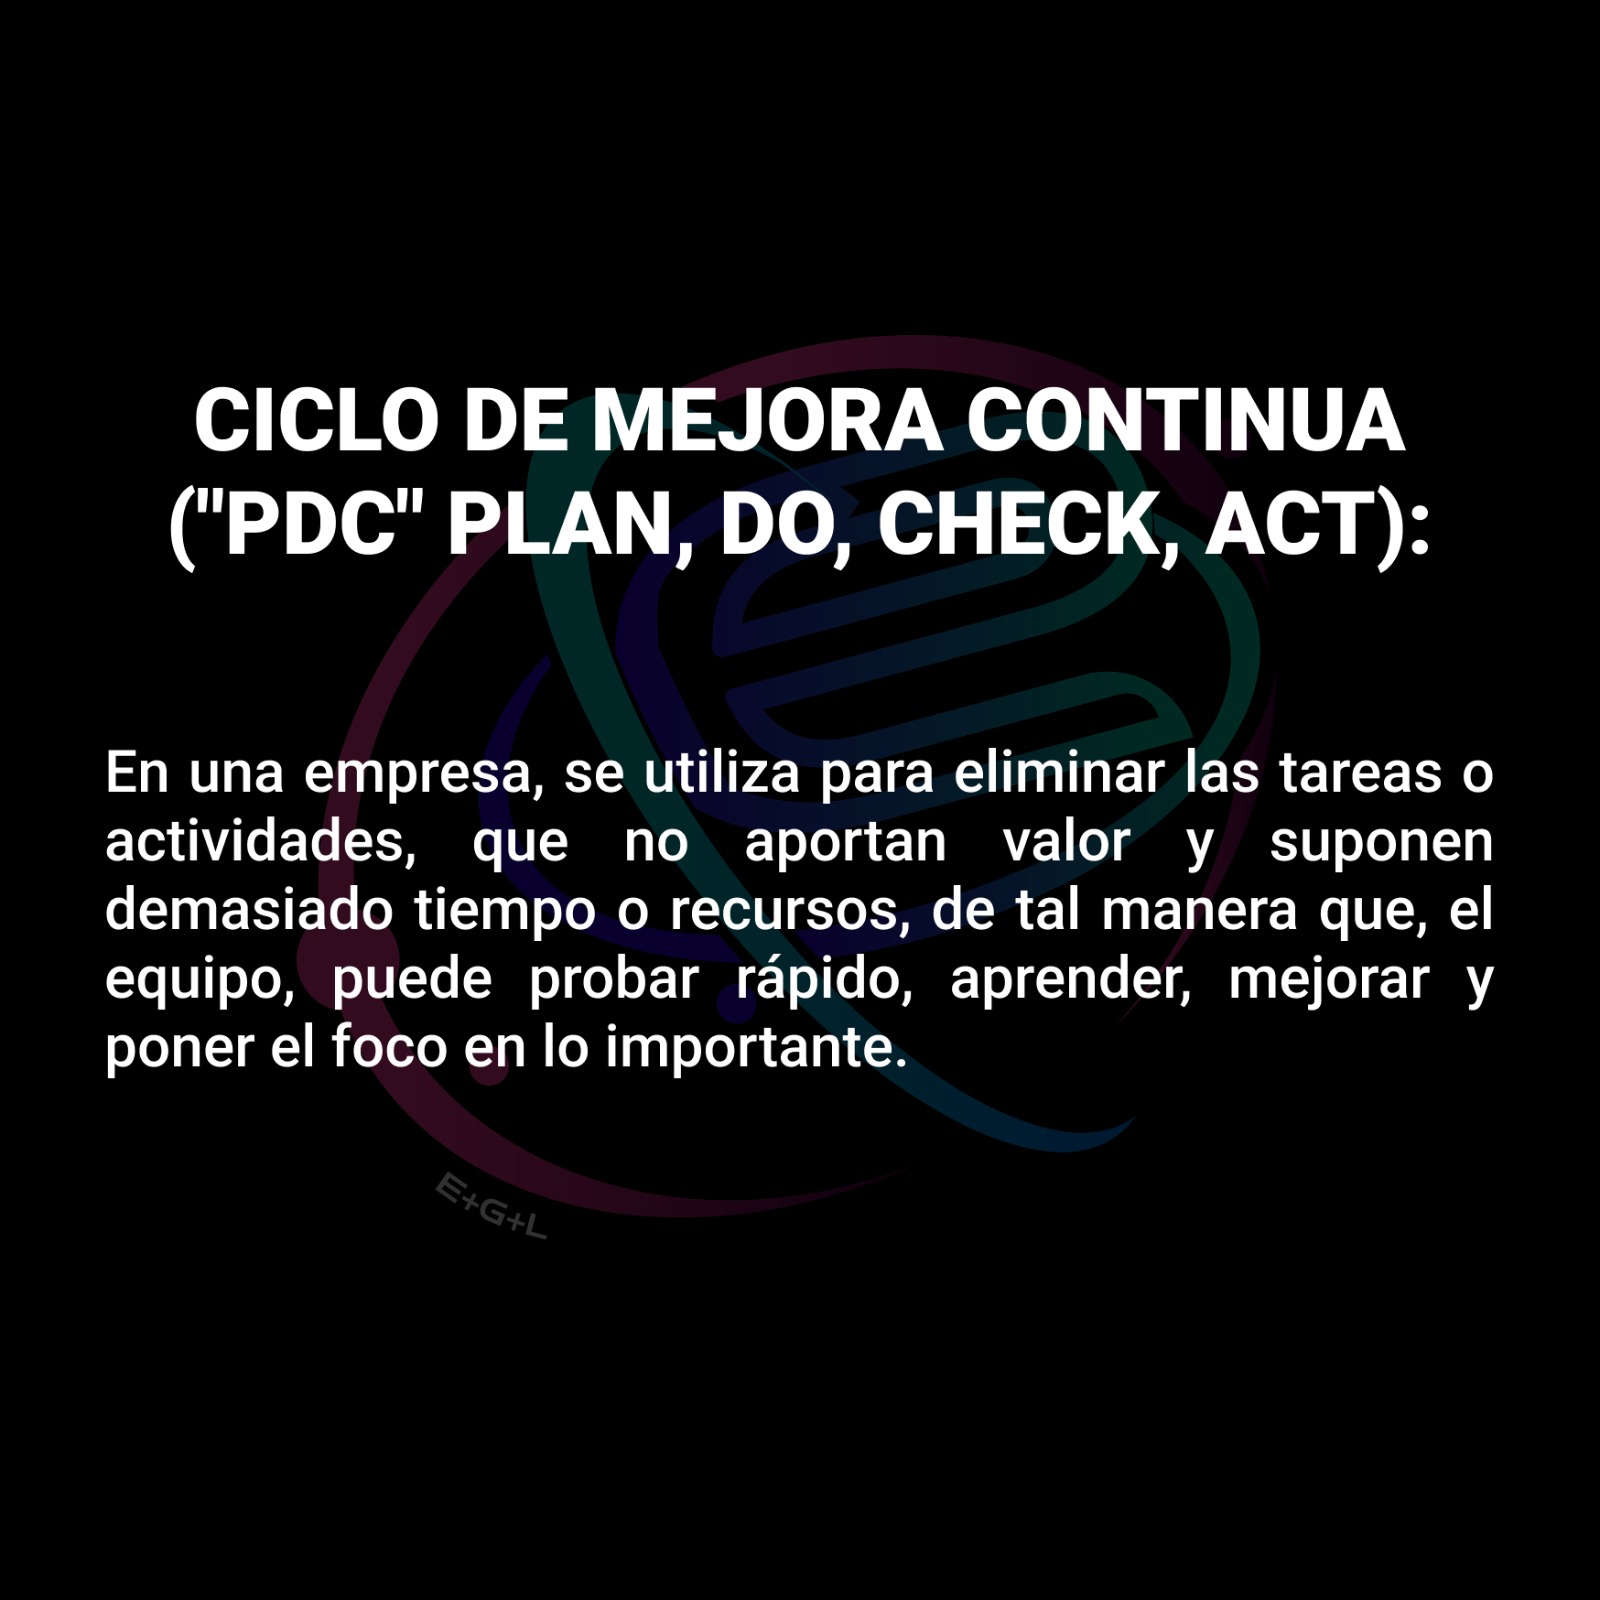 CICLO DE MEJORA CONTINUA
("PDC" PLAN, DO, CHECK, ACT):
En una empresa, se utiliza para eliminar las tareas o
actividades, que no aportan valor y suponen
demasiado tiempo o recursos, de tal manera que, el
equipo, puede probar rápido, aprender, mejorar y
poner el foco en lo importante.
E+G+L